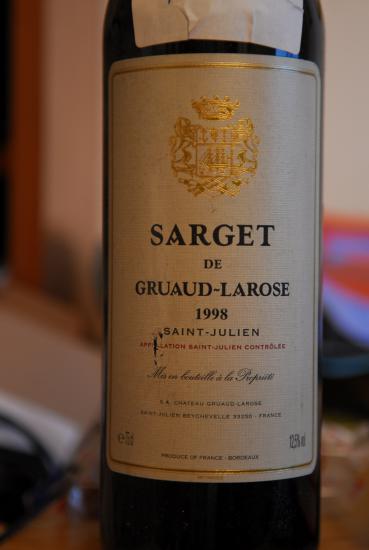 SARGET
DE
GRUAUD-LAROSE
1998
SAINT-JULIEN
APPELLATION SAINT-JULIEN CONTRÔLÉE
Mis en bouteille à la Propriété
S.A. CHATEAU GRUAUD-LAROSE
SAINT-JULIEN BEYCHEVELLE 33250 - FRANCE
e 75cl 12,5% vol
PRODUCE OF FRANCE - BORDEAUX